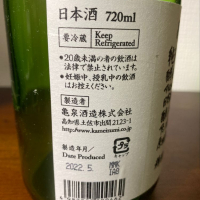 日本酒 720ml
要冷蔵 Keep Refrigerated
●20歳未満の者の飲酒は
法律で禁止されています。
●妊娠中、授乳中の飲酒
はお控えください。
製造者
亀泉酒造株式会社
高知県土佐市出間2123-1
http://www.kameizumi.co.jp
製造年月/
Date Produced
2022.5
キャップ